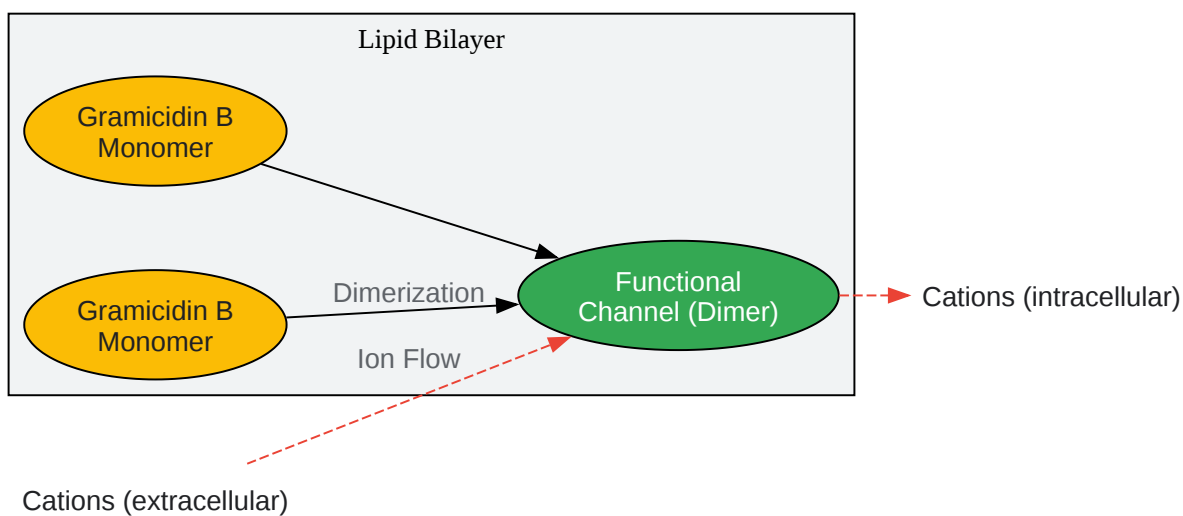 Lipid Bilayer
Gramicidin B
Monomer
Gramicidin B
Monomer
Dimerization
Ion Flow
Functional
Channel (Dimer)
Cations (intracellular)
Cations (extracellular)